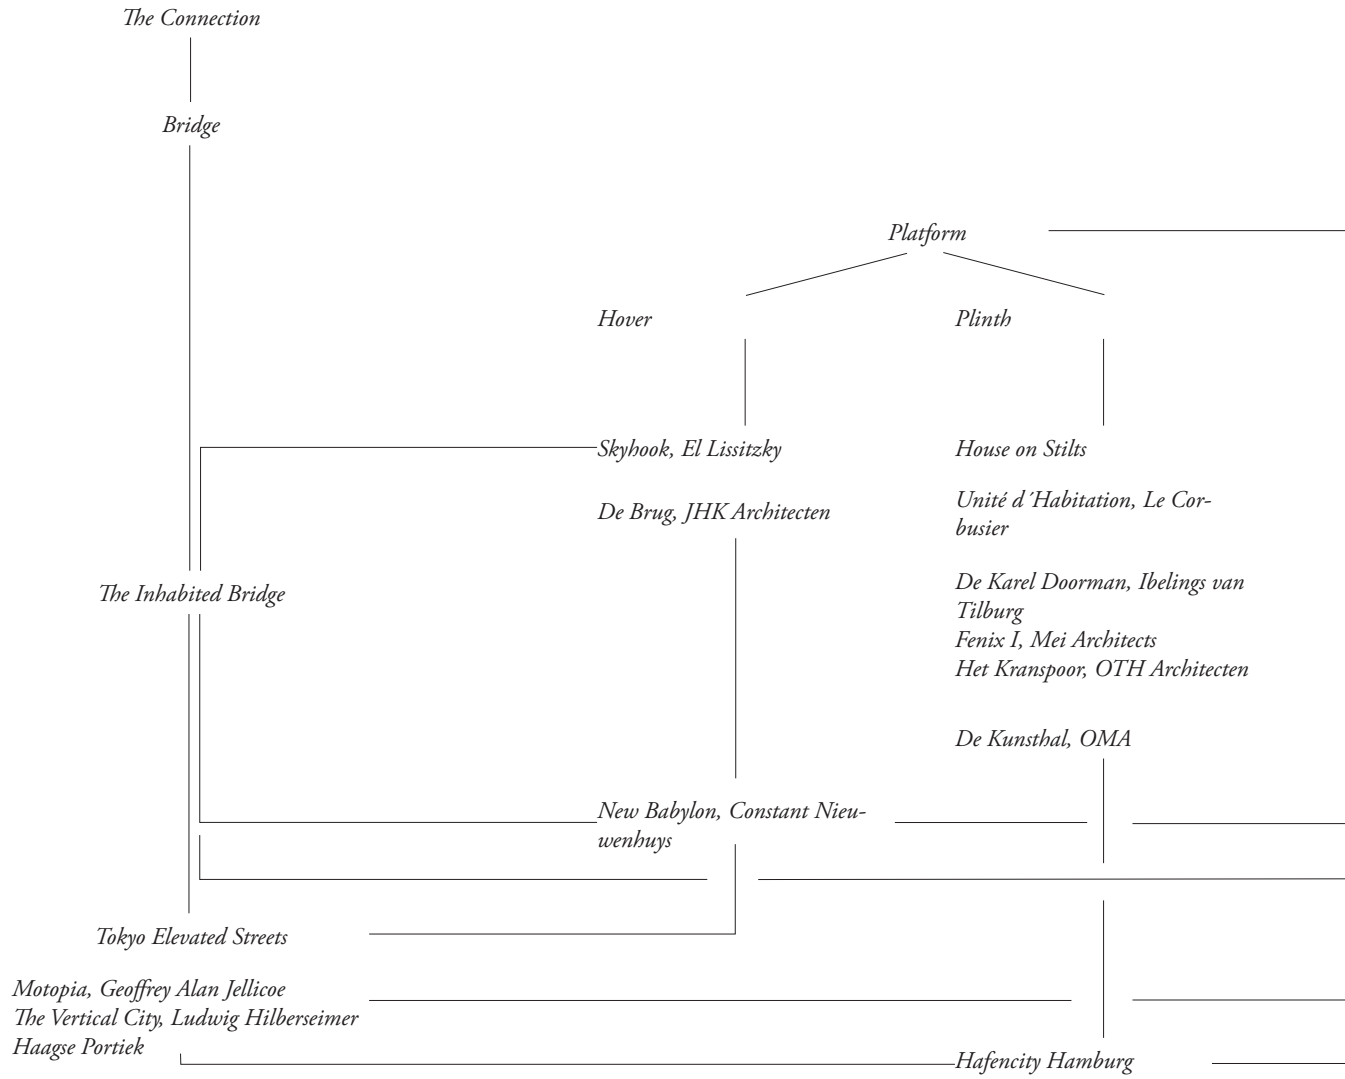 The Connection
Bridge
Platform
Hover
Plinth
Skyhook, El Lissitzky
House on Stilts
De Brug, JHK Architecten
Unité d´Habitation, Le Cor-
busier
The Inhabited Bridge
De Karel Doorman, Ibelings van
Tilburg
Fenix I, Mei Architects
Het Kranspoor, OTH Architecten
De Kunsthal, OMA
New Babylon, Constant Nieu-
wenhuys
Tokyo Elevated Streets
Motopia, Geoffrey Alan Jellicoe
The Vertical City, Ludwig Hilberseimer
Haagse Portiek
Hafencity Hamburg